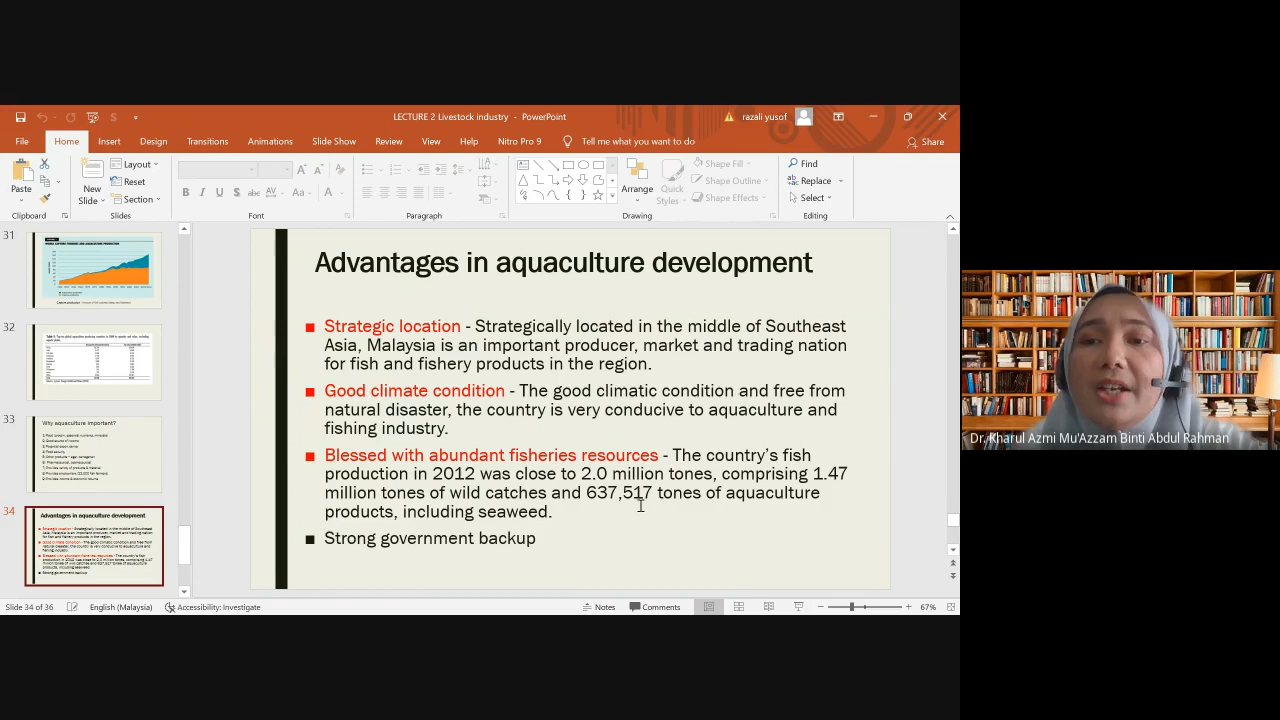 LECTURE 2 Livestock industry - PowerPoint
razali yusof
File Home Insert Design Transitions Animations Slide Show Review View Help Nitro Pro 9 Tell me what you want to do
Share
Paste
New
Slide
Layout
Reset
Section
Aa
Arrange
Quick
Styles
Shape Fill
Shape Outline
Shape Effects
Find
Replace
Select
Clipboard Slides Font Paragraph Drawing Editing
31
32
33
Why aquaculture important?
34
Advantages in aquaculture development
Advantages in aquaculture development
Strategic location - Strategically located in the middle of Southeast
Asia, Malaysia is an important producer, market and trading nation
for fish and fishery products in the region.
Good climate condition - The good climatic condition and free from
natural disaster, the country is very conducive to aquaculture and
fishing industry.
Blessed with abundant fisheries resources - The country's fish
production in 2012 was close to 2.0 million tones, comprising 1.47
million tones of wild catches and 637,517 tones of aquaculture
products, including seaweed.
Strong government backup
Dr. Kharul Azmi Mu'Azzam Binti Abdul Rahman
Slide 34 of 36 English (Malaysia) Accessibility: Investigate Notes Comments 67%